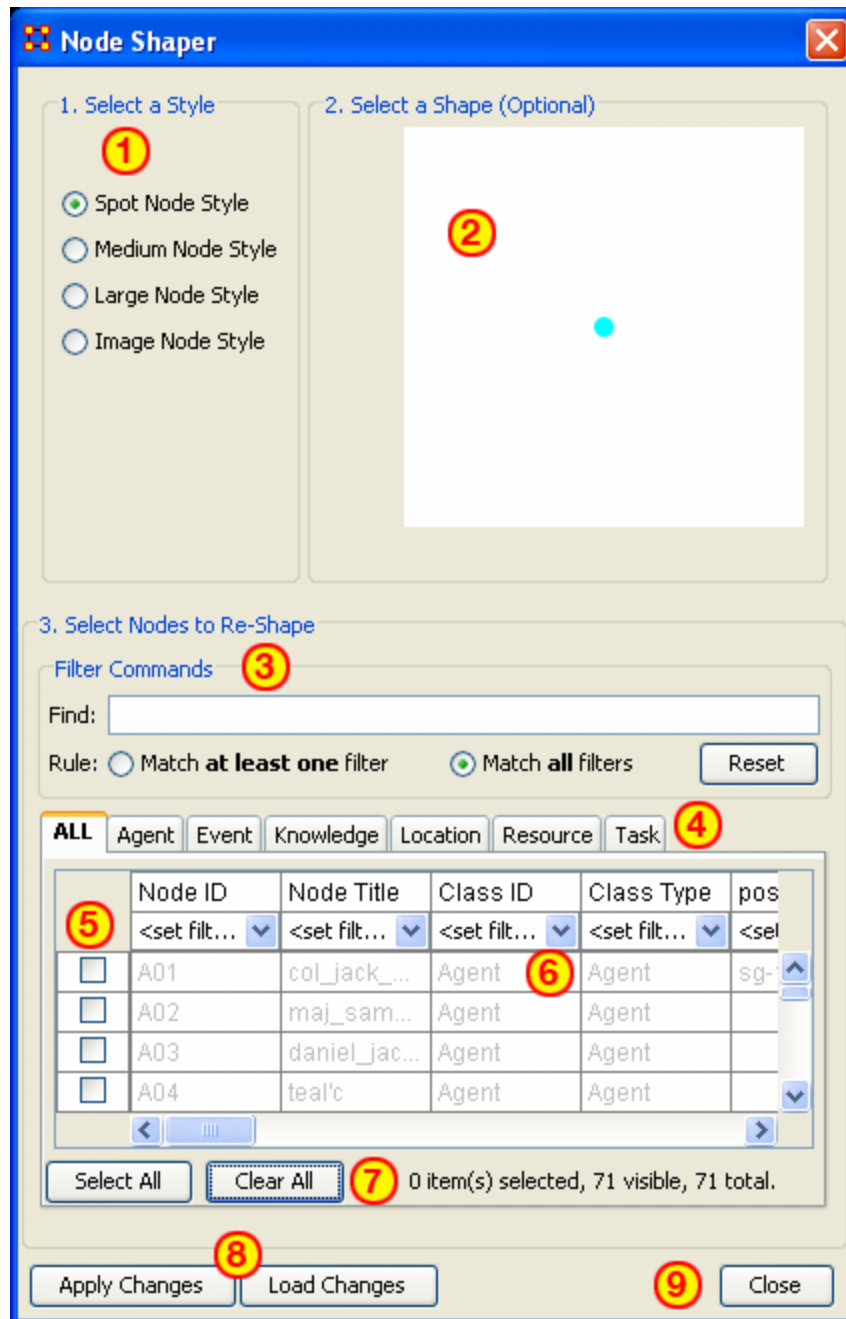 Node Shaper
1. Select a Style
2. Select a Shape (Optional)
1
Spot Node Style
Medium Node Style
Large Node Style
Image Node Style
2
3. Select Nodes to Re-Shape
Filter Commands
3
Find:
Rule: Match at least one filter Match all filters Reset
ALL Agent Event Knowledge Location Resource Task 4
Node ID Node Title Class ID Class Type pos
5 <set filt... <set filt... <set filt... <set filt... <set
A01 col_jack_... Agent 6 Agent sg-
A02 maj_sam... Agent Agent
A03 daniel_jac... Agent Agent
A04 teal'c Agent Agent
Select All Clear All 7 0 item(s) selected, 71 visible, 71 total.
8
Apply Changes Load Changes 9 Close